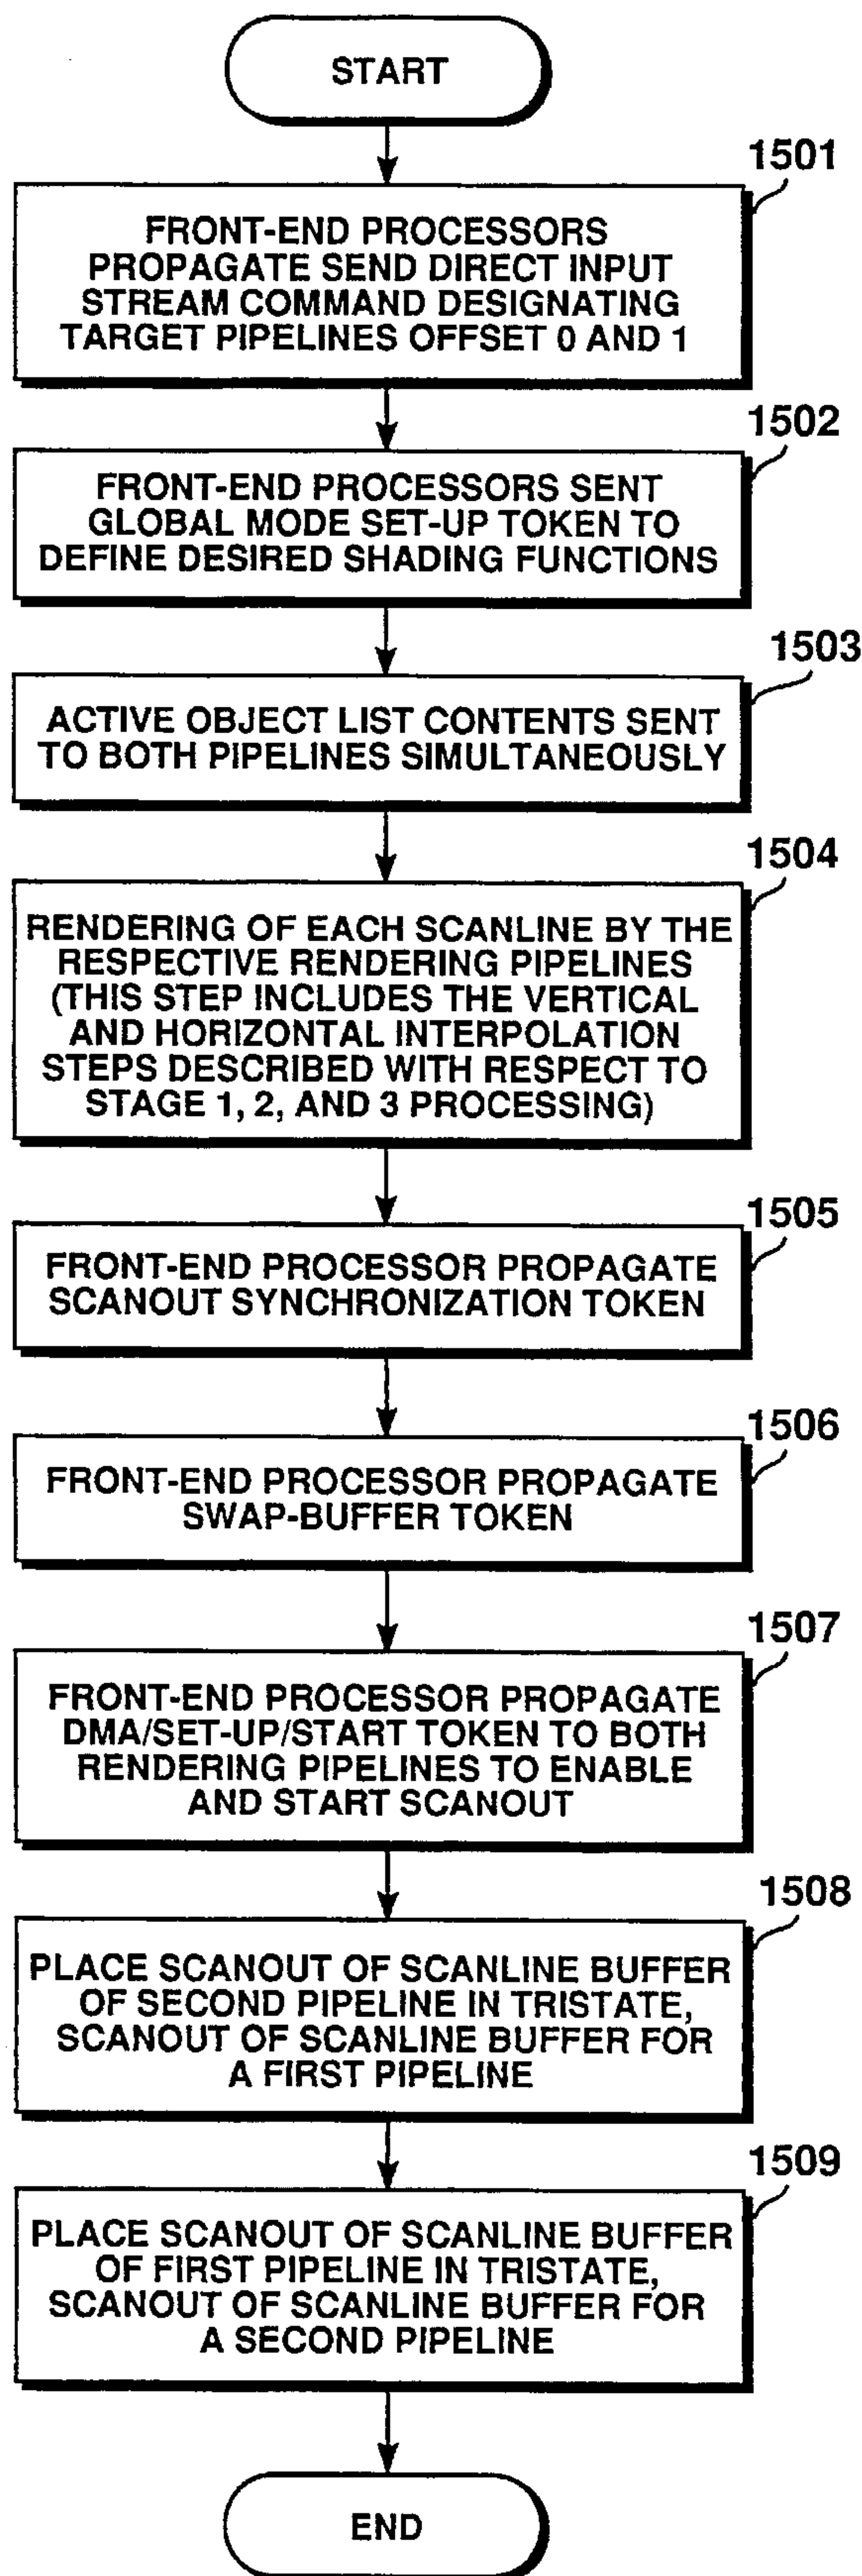 START
1501
FRONT-END PROCESSORS
PROPAGATE SEND DIRECT INPUT
STREAM COMMAND DESIGNATING
TARGET PIPELINES OFFSET 0 AND 1
1502
FRONT-END PROCESSORS SENT
GLOBAL MODE SET-UP TOKEN TO
DEFINE DESIRED SHADING FUNCTIONS
1503
ACTIVE OBJECT LIST CONTENTS SENT
TO BOTH PIPELINES SIMULTANEOUSLY
1504
RENDERING OF EACH SCANLINE BY THE
RESPECTIVE RENDERING PIPELINES
(THIS STEP INCLUDES THE VERTICAL
AND HORIZONTAL INTERPOLATION
STEPS DESCRIBED WITH RESPECT TO
STAGE 1, 2, AND 3 PROCESSING)
1505
FRONT-END PROCESSOR PROPAGATE
SCANOUT SYNCHRONIZATION TOKEN
1506
FRONT-END PROCESSOR PROPAGATE
SWAP-BUFFER TOKEN
1507
FRONT-END PROCESSOR PROPAGATE
DMA/SET-UP/START TOKEN TO BOTH
RENDERING PIPELINES TO ENABLE
AND START SCANOUT
1508
PLACE SCANOUT OF SCANLINE BUFFER
OF SECOND PIPELINE IN TRISTATE,
SCANOUT OF SCANLINE BUFFER FOR
A FIRST PIPELINE
1509
PLACE SCANOUT OF SCANLINE BUFFER
OF FIRST PIPELINE IN TRISTATE,
SCANOUT OF SCANLINE BUFFER FOR
A SECOND PIPELINE
END